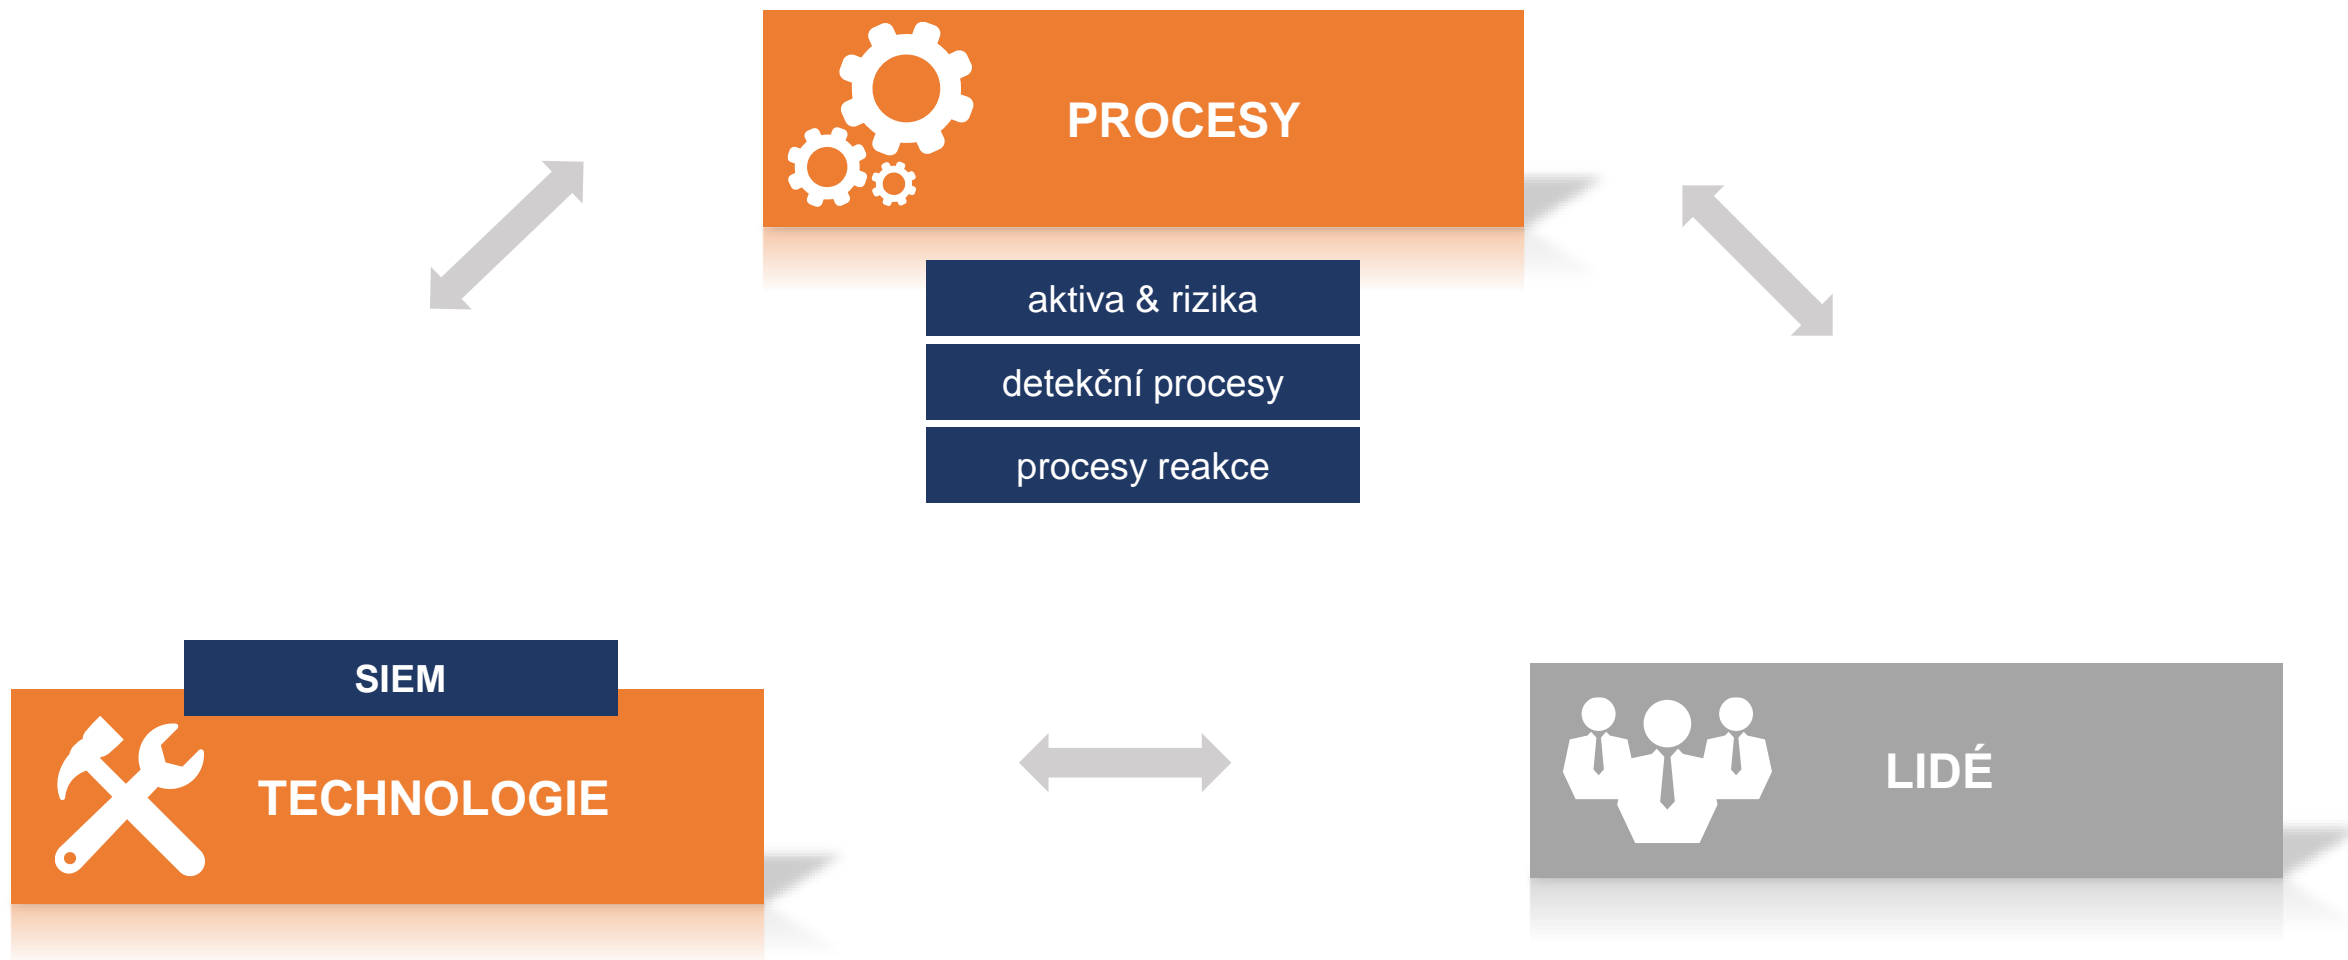 PROCESY
aktiva & rizika
detekční procesy
procesy reakce
SIEM
TECHNOLOGIE
LIDÉ